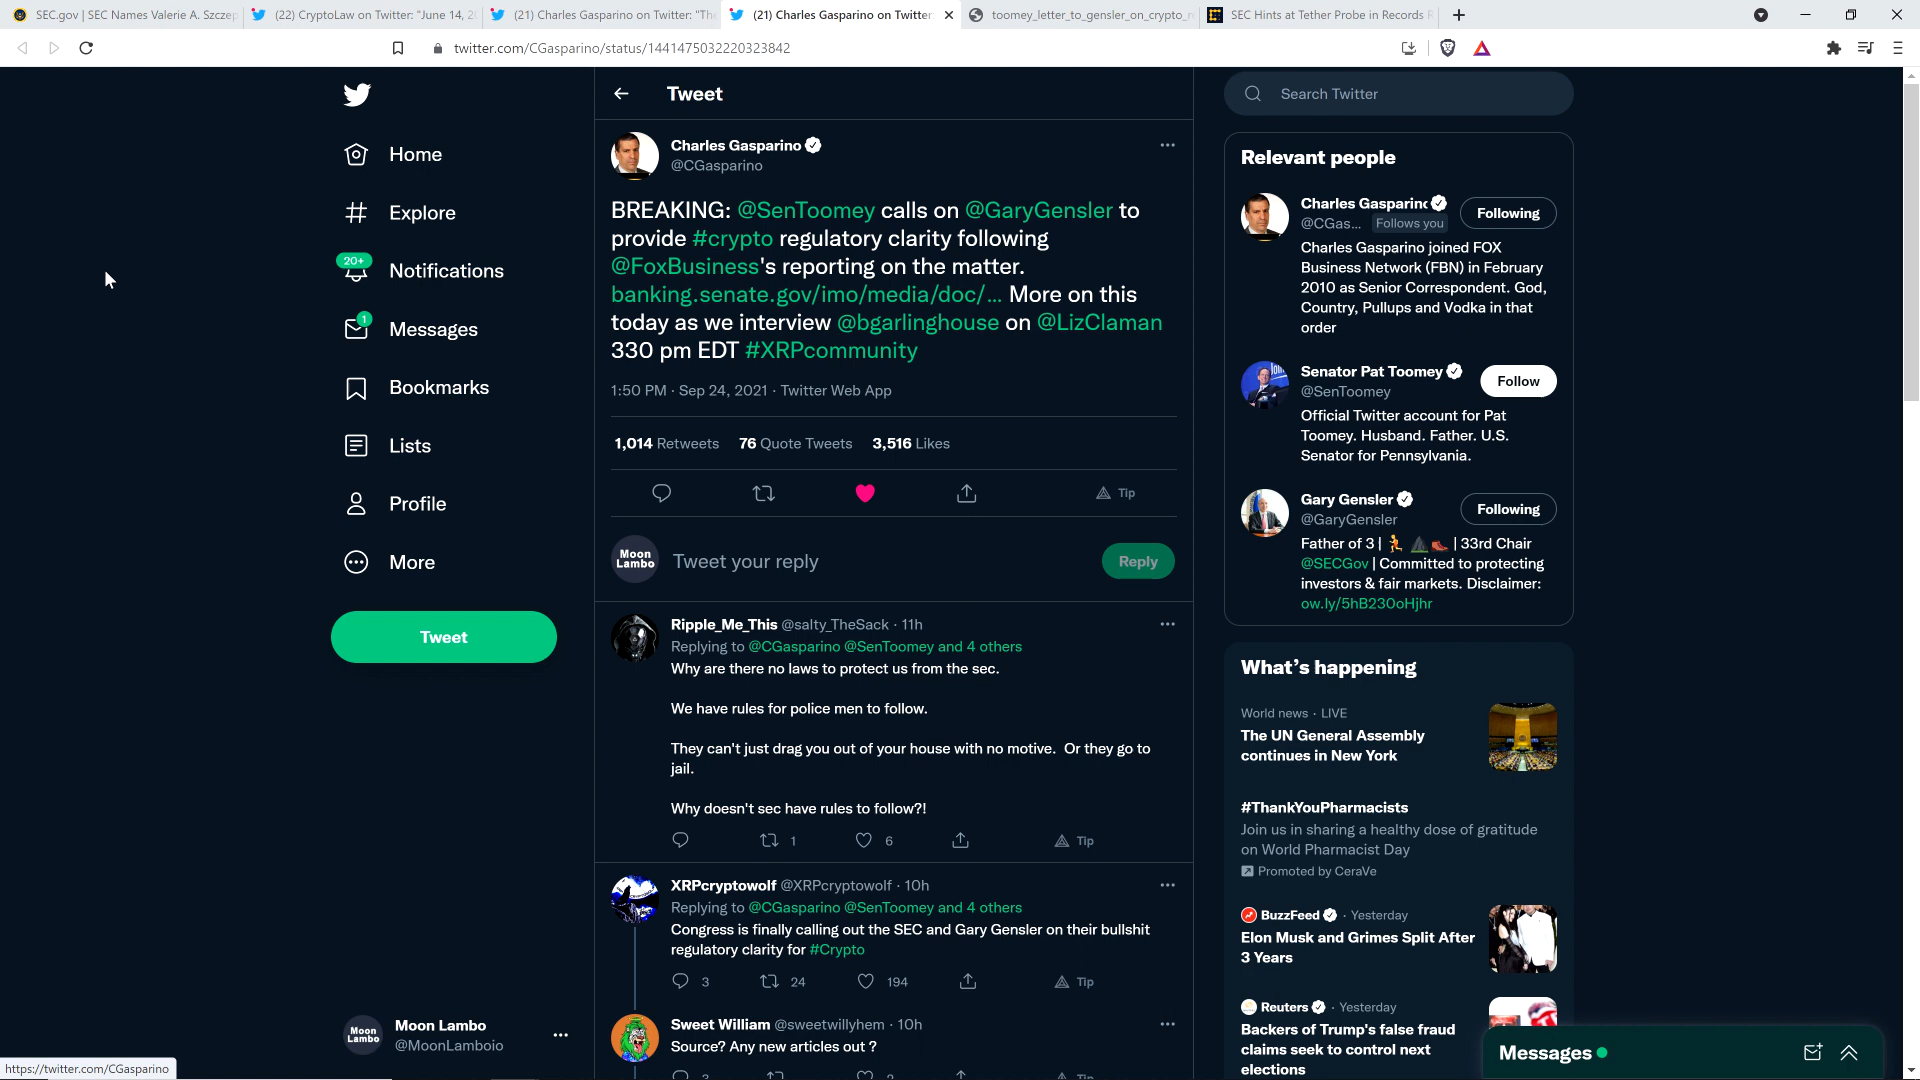 SEC.gov | SEC Names Valerie A. Szczep
(22) CryptoLaw on Twitter: "June 14, 2
(21) Charles Gasparino on Twitter: "The
(21) Charles Gasparino on Twitter
toomey_letter_to_gensler_on_crypto_r
SEC Hints at Tether Probe in Records R
twitter.com/CGasparino/status/1441475032220323842
Home
Explore
20+
Notifications
1
Messages
Bookmarks
Lists
Profile
More
Tweet
Moon Lambo
Moon Lambo
@MoonLamboio
https://twitter.com/CGasparino
Tweet
Charles Gasparino
@CGasparino
BREAKING: @SenToomey calls on @GaryGensler to
provide #crypto regulatory clarity following
@FoxBusiness's reporting on the matter.
banking.senate.gov/imo/media/doc/... More on this
today as we interview @bgarlinghouse on @LizClaman
330 pm EDT #XRPcommunity
1:50 PM · Sep 24, 2021 · Twitter Web App
1,014 Retweets 76 Quote Tweets 3,516 Likes
Tip
Moon Lambo
Tweet your reply
Reply
Ripple_Me_This @salty_TheSack · 11h
Replying to @CGasparino @SenToomey and 4 others
Why are there no laws to protect us from the sec.
We have rules for police men to follow.
They can't just drag you out of your house with no motive. Or they go to
jail.
Why doesn't sec have rules to follow?!
1 6 Tip
XRPcryptowolf @XRPcryptowolf · 10h
Replying to @CGasparino @SenToomey and 4 others
Congress is finally calling out the SEC and Gary Gensler on their bullshit
regulatory clarity for #Crypto
3 24 194 Tip
Sweet William @sweetwillyhem · 10h
Source? Any new articles out ?
Search Twitter
Relevant people
Charles Gasparino
@CGas... Follows you
Following
Charles Gasparino joined FOX
Business Network (FBN) in February
2010 as Senior Correspondent. God,
Country, Pullups and Vodka in that
order
Senator Pat Toomey
@SenToomey
Follow
Official Twitter account for Pat
Toomey. Husband. Father. U.S.
Senator for Pennsylvania.
Gary Gensler
@GaryGensler
Following
Father of 3 | 🏃 ⛰🥾 | 33rd Chair
@SECGov | Committed to protecting
investors & fair markets. Disclaimer:
ow.ly/5hB230oHjhr
What's happening
World news · LIVE
The UN General Assembly
continues in New York
#ThankYouPharmacists
Join us in sharing a healthy dose of gratitude
on World Pharmacist Day
Promoted by CeraVe
BuzzFeed · Yesterday
Elon Musk and Grimes Split After
3 Years
Reuters · Yesterday
Backers of Trump's false fraud
claims seek to control next
elections
Messages